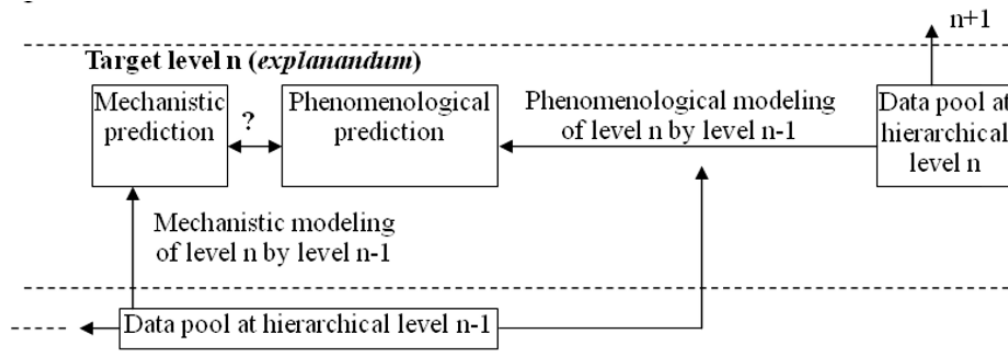 n+1
Target level n (explanandum)
Mechanistic
prediction
?
Phenomenological
prediction
Phenomenological modeling
of level n by level n-1
Data pool at
hierarchical
level n
Mechanistic modeling
of level n by level n-1
Data pool at hierarchical level n-1